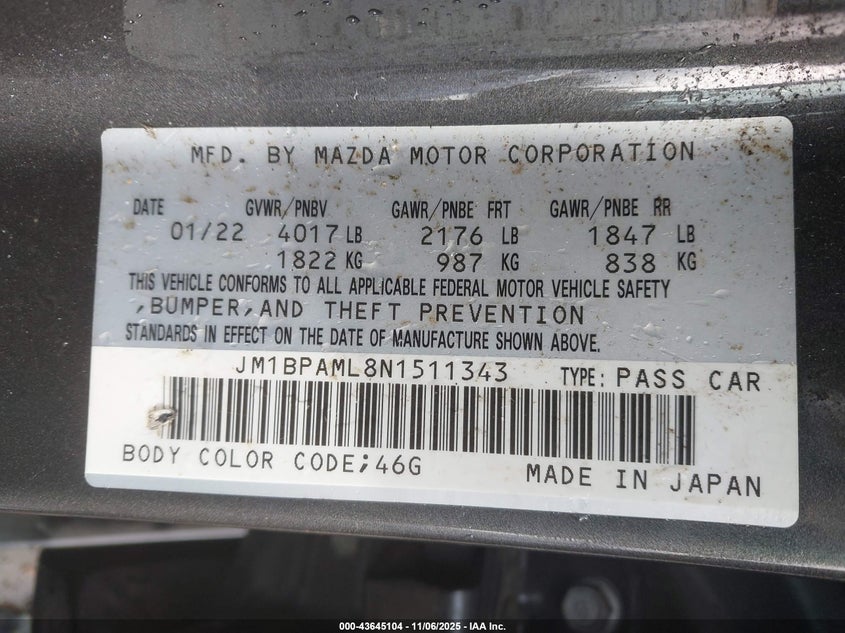 MFD. BY MAZDA MOTOR CORPORATION
DATE GVWR/PNBV GAWR/PNBE FRT GAWR/PNBE RR
01/22 4017 LB 2176 LB 1847 LB
1822 KG 987 KG 838 KG
THIS VEHICLE CONFORMS TO ALL APPLICABLE FEDERAL MOTOR VEHICLE SAFETY
,BUMPER,AND THEFT PREVENTION
STANDARDS IN EFFECT ON THE DATE OF MANUFACTURE SHOWN ABOVE.
JM1BPAML8N1511343 TYPE: PASS CAR
BODY COLOR CODE;46G MADE IN JAPAN
000-43645104 - 11/06/2025 - IAA Inc.